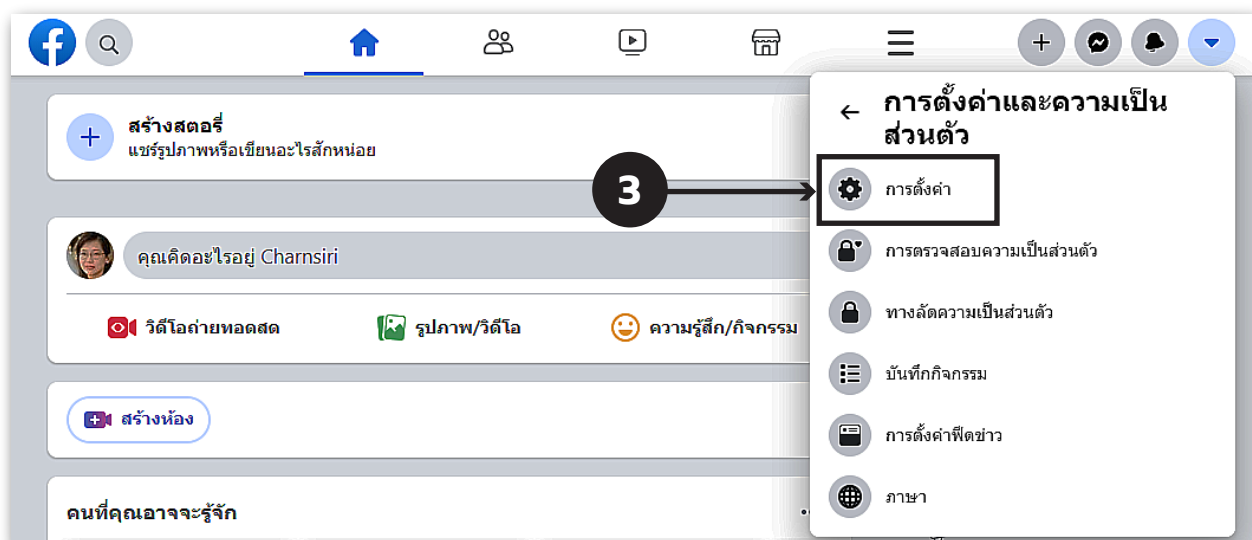 การตั้งค่าและความเป็น
ส่วนตัว
สร้างสตอรี่
แชร์รูปภาพหรือเขียนอะไรสักหน่อย
3
การตั้งค่า
การตรวจสอบความเป็นส่วนตัว
คุณคิดอะไรอยู่ Charnsiri
ทางลัดความเป็นส่วนตัว
วิดีโอถ่ายทอดสด
รูปภาพ/วิดีโอ
ความรู้สึก/กิจกรรม
บันทึกกิจกรรม
สร้างห้อง
การตั้งค่าฟีดข่าว
ภาษา
คนที่คุณอาจจะรู้จัก